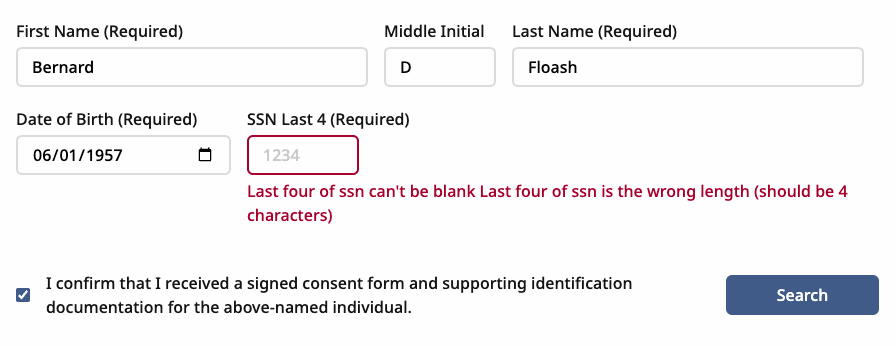 First Name (Required) Middle Initial Last Name (Required)
Bernard D Floash
Date of Birth (Required) SSN Last 4 (Required)
06/01/1957 1234
Last four of ssn can't be blank Last four of ssn is the wrong length (should be 4
characters)
I confirm that I received a signed consent form and supporting identification
documentation for the above-named individual.
Search